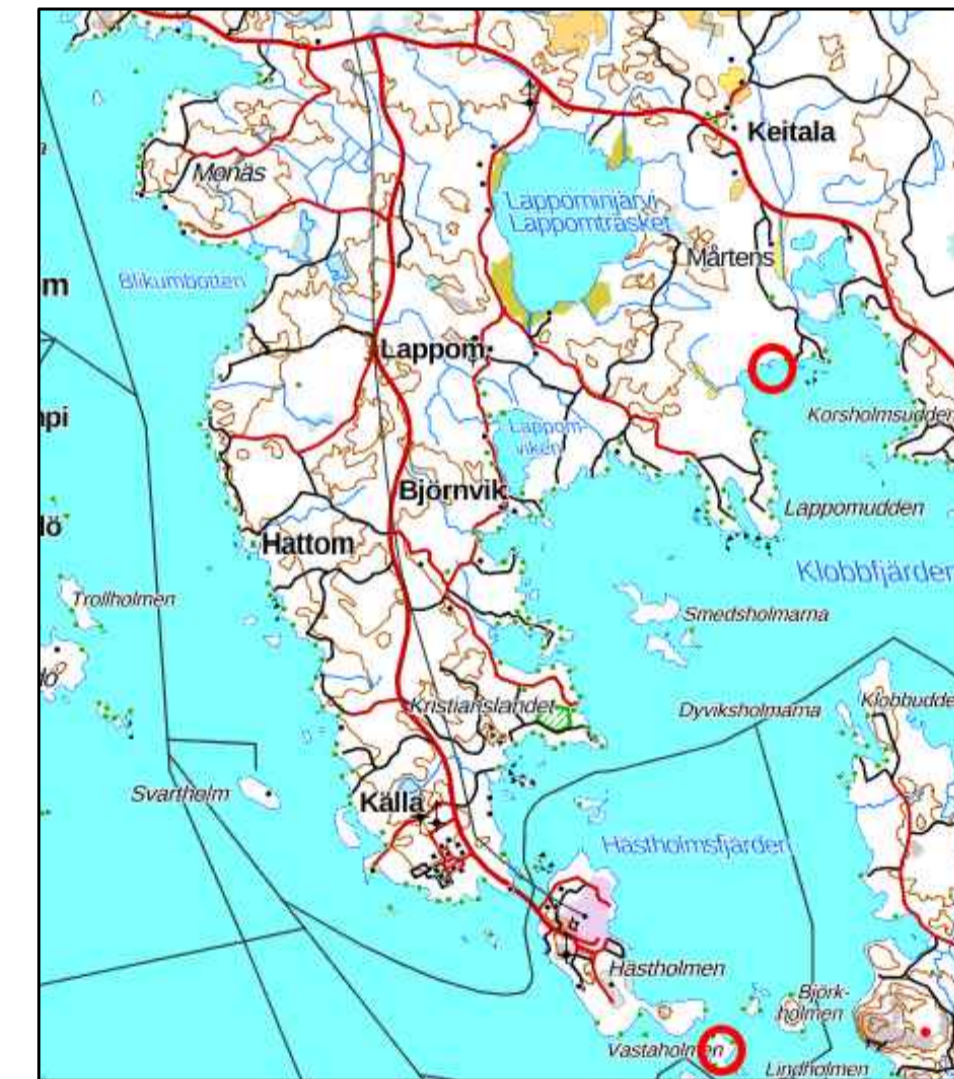 Keitala
Monäs
Lappominjärvi
Lappomträsket
Mårtens
Blikumbotten
m
Lappom
Korsholmsudden
pi
Lappom-
viken
Björnvik
Lappomudden
lö
Hattom
Klobbfjärden
Trollholmen
Smedsholmarna
Kristianslandet
Dyviksholmarna
Klobbudde
Svartholm
Källa
Hästholmsfjärden
Hästholmen
Björk-
holmen
Vastaholmen
Lindholmen